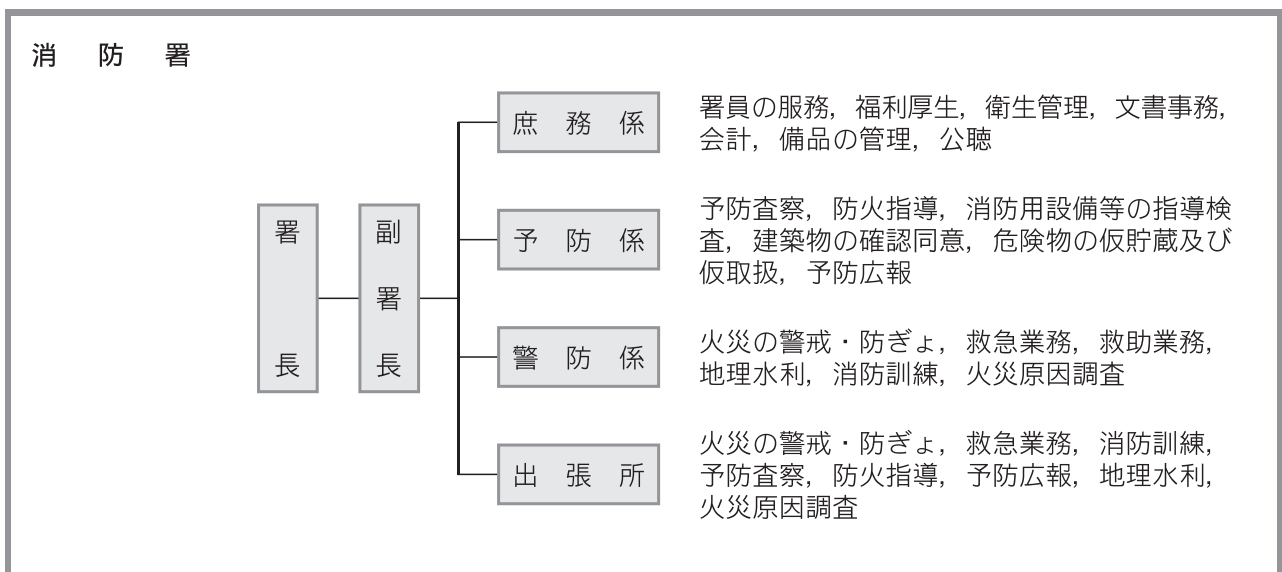 消防署
署長
副署長
庶務係
署員の服務，福利厚生，衛生管理，文書事務，
会計，備品の管理，公聴
予防係
予防査察，防火指導，消防用設備等の指導検
査，建築物の確認同意，危険物の仮貯蔵及び
仮取扱，予防広報
警防係
火災の警戒・防ぎょ，救急業務，救助業務，
地理水利，消防訓練，火災原因調査
出張所
火災の警戒・防ぎょ，救急業務，消防訓練，
予防査察，防火指導，予防広報，地理水利，
火災原因調査